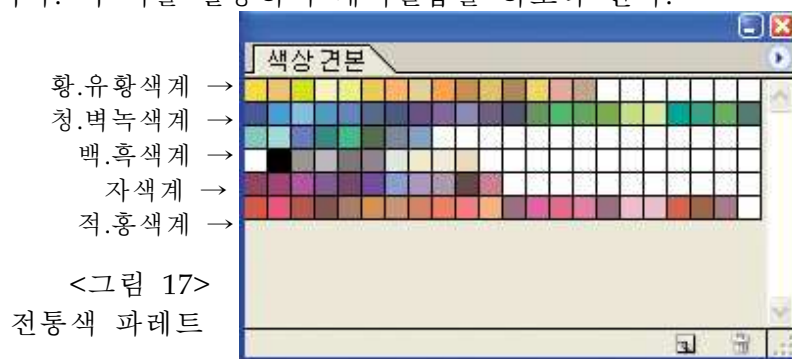 색상 견본
황.유황색계 →
청.벽녹색계 →
백.흑색계 →
자색계 →
적.홍색계 →
<그림 17>
전통색 파레트